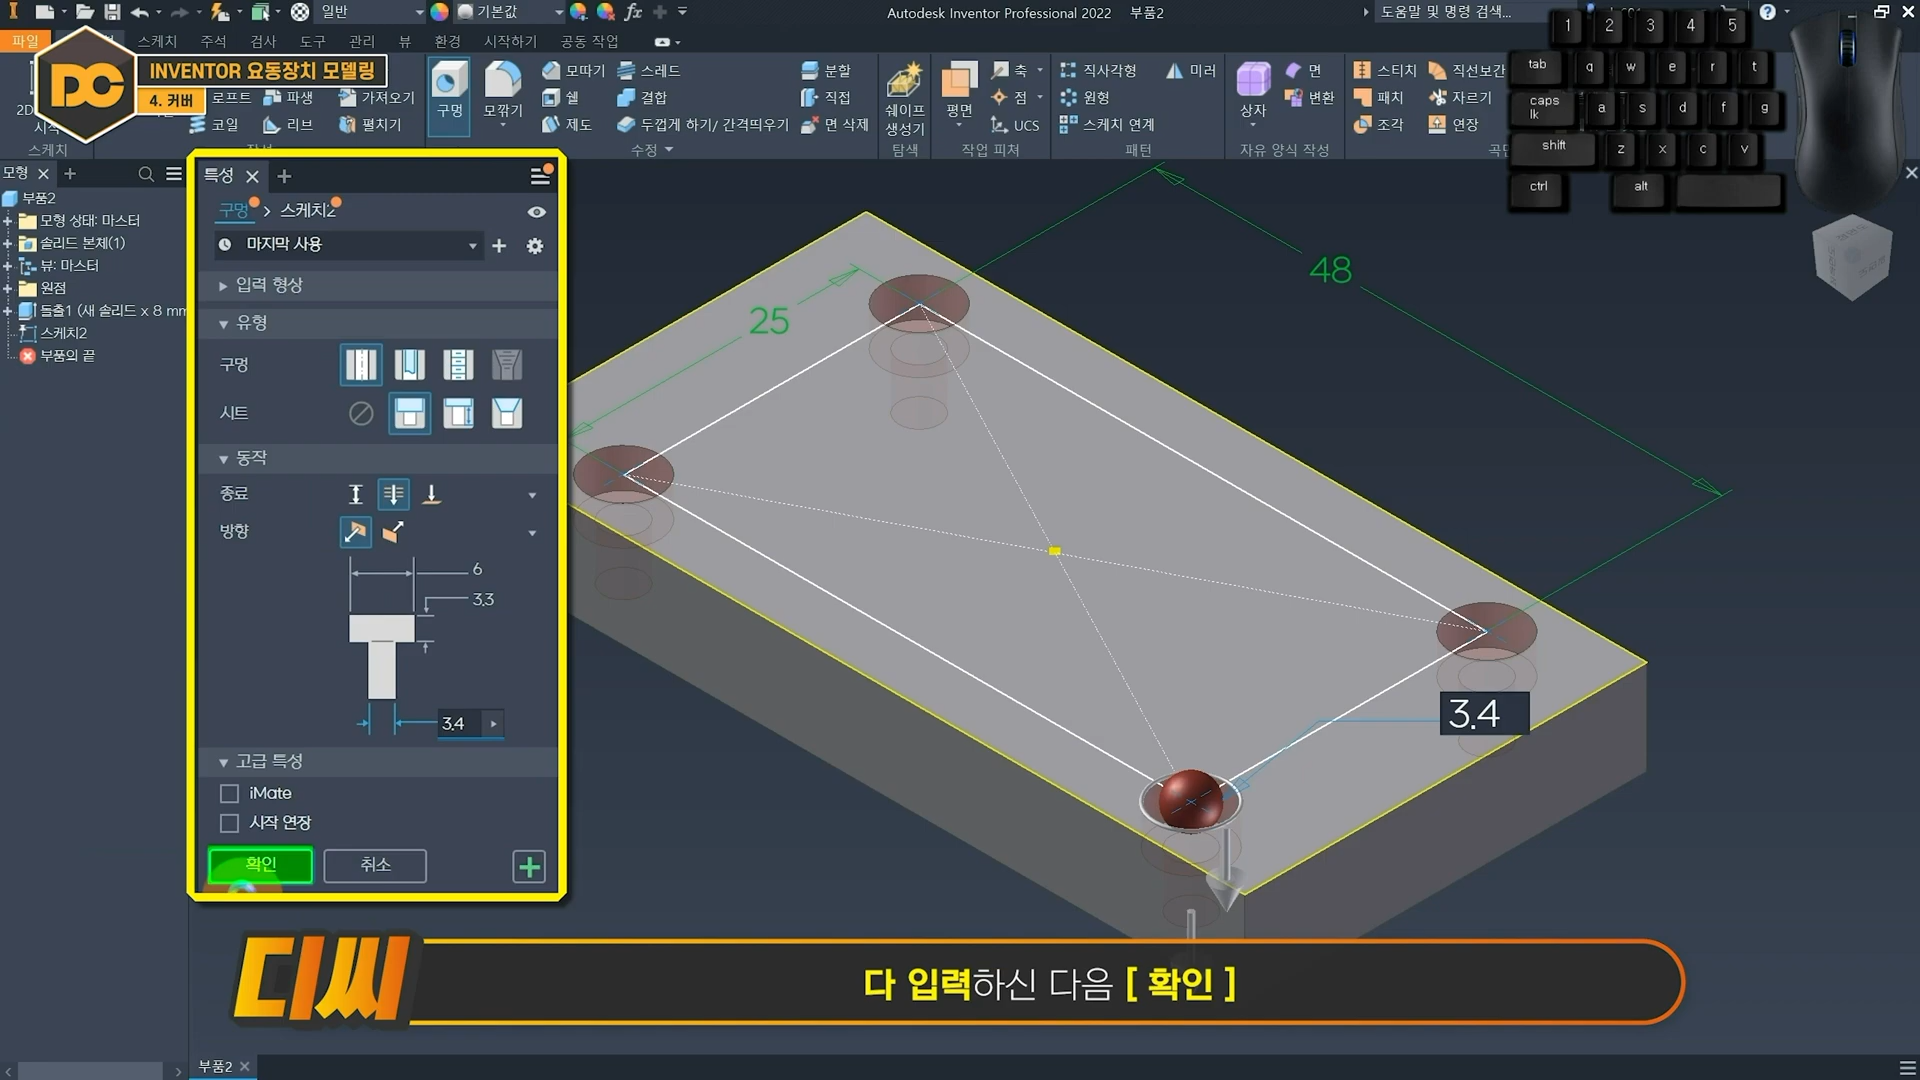 일반
기본값
Autodesk Inventor Professional 2022 부품2
도움말 및 명령 검색...
파일 스케치 주석 검사 도구 관리 뷰 환경 시작하기 공동 작업
DC
INVENTOR 요동장치 모델링
4. 커버
로프트 파생 가져오기
코일 리브 펼치기
스케치
구멍
모깎기
모따기 스레드
쉘 결합
제도 두껍게 하기/ 간격띄우기
분할
직접
면 삭제
수정
쉐이프
생성기
탐색
평면
축
점
UCS
작업 피쳐
직사각형 미러
원형
스케치 연계
패턴
상자
면
변환
자유 양식 작성
스티치 직선보간
패치 자르기
조각 연장
1 2 3 4 5
tab q w e r t
caps
lk a s d f g
shift z x c v
ctrl alt
모형
부품2
모형 상태: 마스터
솔리드 본체(1)
뷰: 마스터
원점
돌출1 (새 솔리드 x 8 mm
스케치2
부품의 끝
특성
구멍 > 스케치2
마지막 사용
입력 형상
유형
구멍
시트
동작
종료
방향
6
3.3
3.4
고급 특성
iMate
시작 연장
확인 취소
25
48
3.4
디씨
다 입력하신 다음 [ 확인 ]
부품2